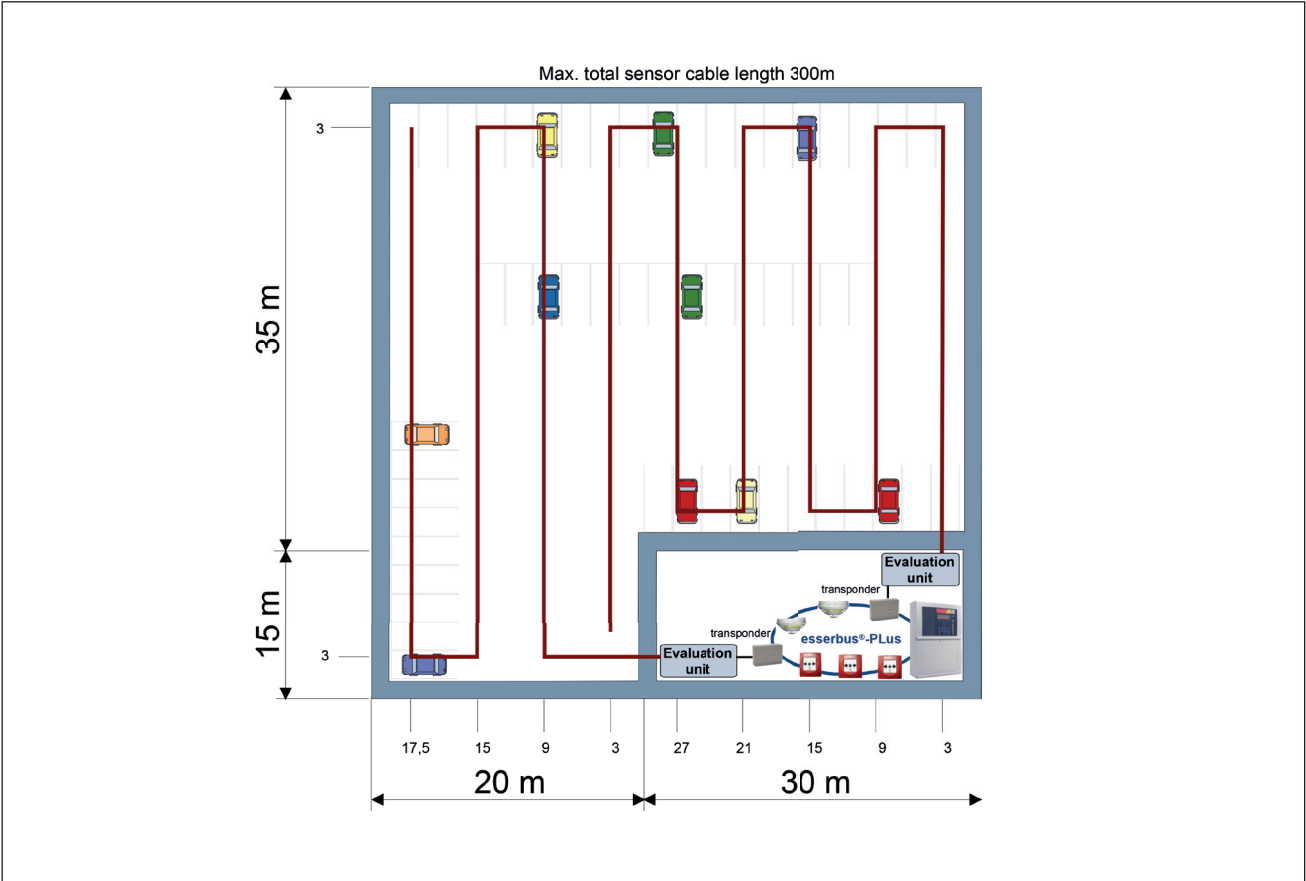 Max. total sensor cable length 300m
3
35 m
Evaluation
unit
transponder
transponder
esserbus®-PLus
15 m
3
Evaluation
unit
17,5 15 9 3 27 21 15 9 3
20 m 30 m